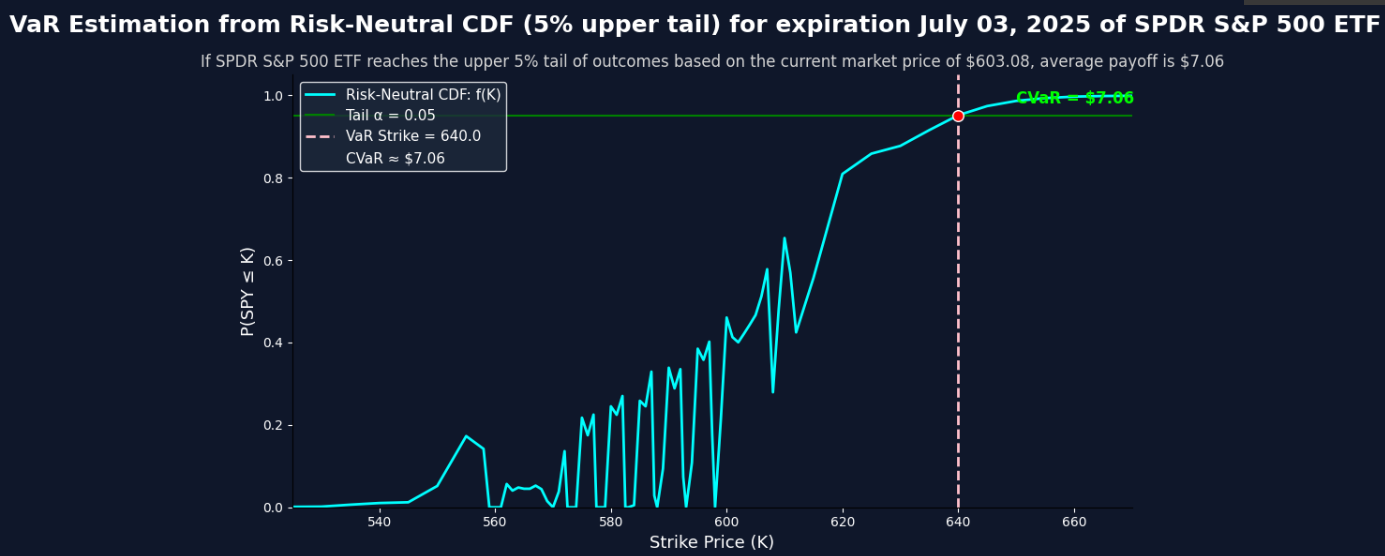 VaR Estimation from Risk-Neutral CDF (5% upper tail) for expiration July 03, 2025 of SPDR S&P 500 ETF
If SPDR S&P 500 ETF reaches the upper 5% tail of outcomes based on the current market price of $603.08, average payoff is $7.06
Risk-Neutral CDF: f(K)
Tail α = 0.05
VaR Strike = 640.0
CVaR ≈ $7.06
CVaR = $7.06
P(SPY ≤ K)
1.0
0.8
0.6
0.4
0.2
0.0
540 560 580 600 620 640 660
Strike Price (K)